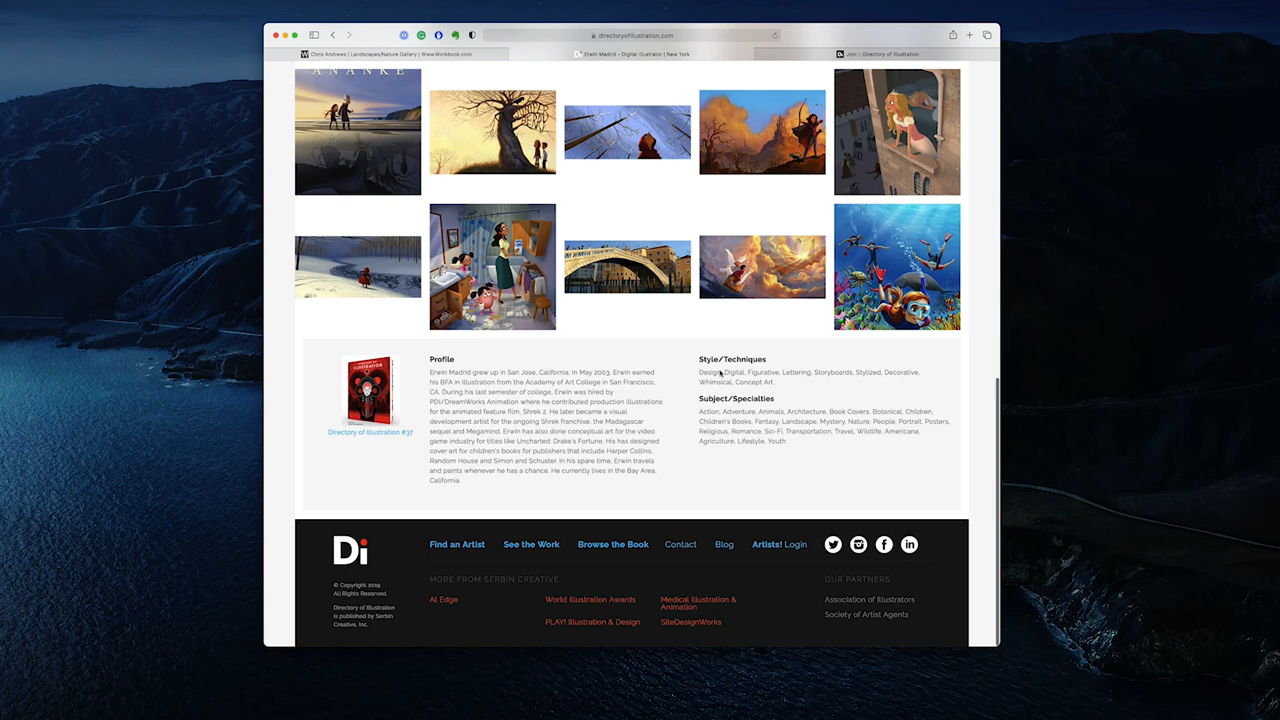 directoryofillustration.com
Chris Andrews | Landscapes/Nature Gallery | Www.Workbook.com
Erwin Madrid - Digital Illustrator | New York
Join :: Directory of Illustration
ANANKE
DIRECTORY OF
ILLUSTRATION
Directory of Illustration #37
Profile
Erwin Madrid grew up in San Jose, California. In May 2003, Erwin earned
his BFA in Illustration from the Academy of Art College in San Francisco,
CA. During his last semester of college, Erwin was hired by
PDI/DreamWorks Animation where he contributed production illustrations
for the animated feature film, Shrek 2. He later became a visual
development artist for the ongoing Shrek franchise, the Madagascar
sequel and Megamind. Erwin has also done conceptual art for the video
game industry for titles like Uncharted: Drake's Fortune. His has designed
cover art for children's books for publishers that include Harper Collins,
Random House and Simon and Schuster. In his spare time, Erwin travels
and paints whenever he has a chance. He currently lives in the Bay Area,
California.
Style/Techniques
Design, Digital, Figurative, Lettering, Storyboards, Stylized, Decorative,
Whimsical, Concept Art
Subject/Specialties
Action, Adventure, Animals, Architecture, Book Covers, Botanical, Children,
Children's Books, Fantasy, Landscape, Mystery, Nature, People, Portrait, Posters,
Religious, Romance, Sci-Fi, Transportation, Travel, Wildlife, Americana,
Agriculture, Lifestyle, Youth
Di
© Copyright 2019
All Rights Reserved.
Directory of Illustration
is published by Serbin
Creative, Inc.
Find an Artist
See the Work
Browse the Book
Contact
Blog
Artists! Login
MORE FROM SERBIN CREATIVE
At Edge
World Illustration Awards
Medical Illustration &
Animation
PLAY! Illustration & Design
SiteDesignWorks
OUR PARTNERS
Association of Illustrators
Society of Artist Agents